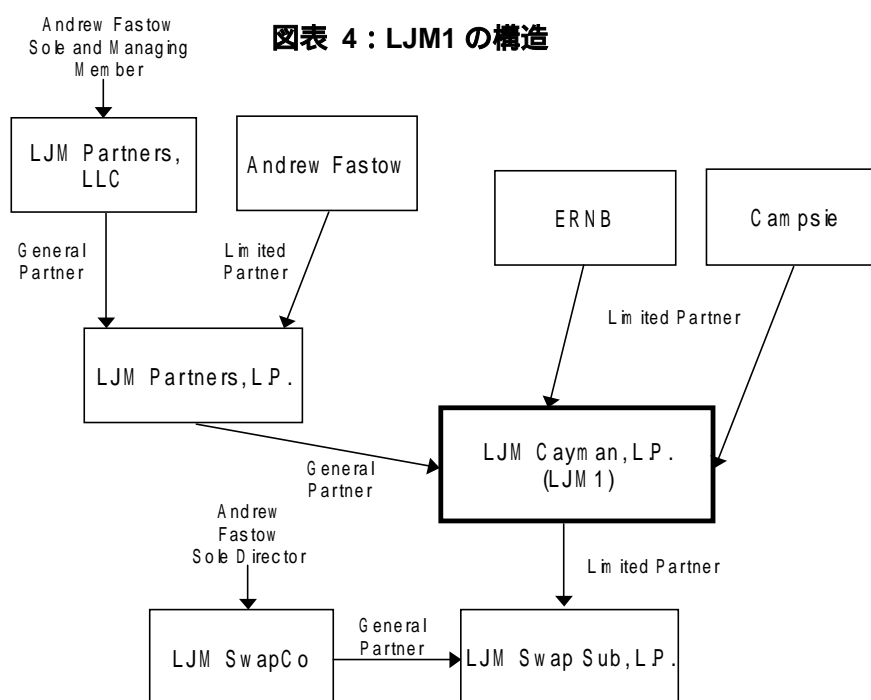 図表 4：LJM1 の構造
Andrew Fastow
Sole and Managing
Member
LJM Partners,
LLC
Andrew Fastow
ERNB
Campsie
General
Partner
Limited
Partner
Limited Partner
LJM Partners, L.P.
LJM Cayman, L.P.
(LJM1)
General
Partner
Andrew
Fastow
Sole Director
Limited Partner
LJM SwapCo
General
Partner
LJM Swap Sub, L.P.